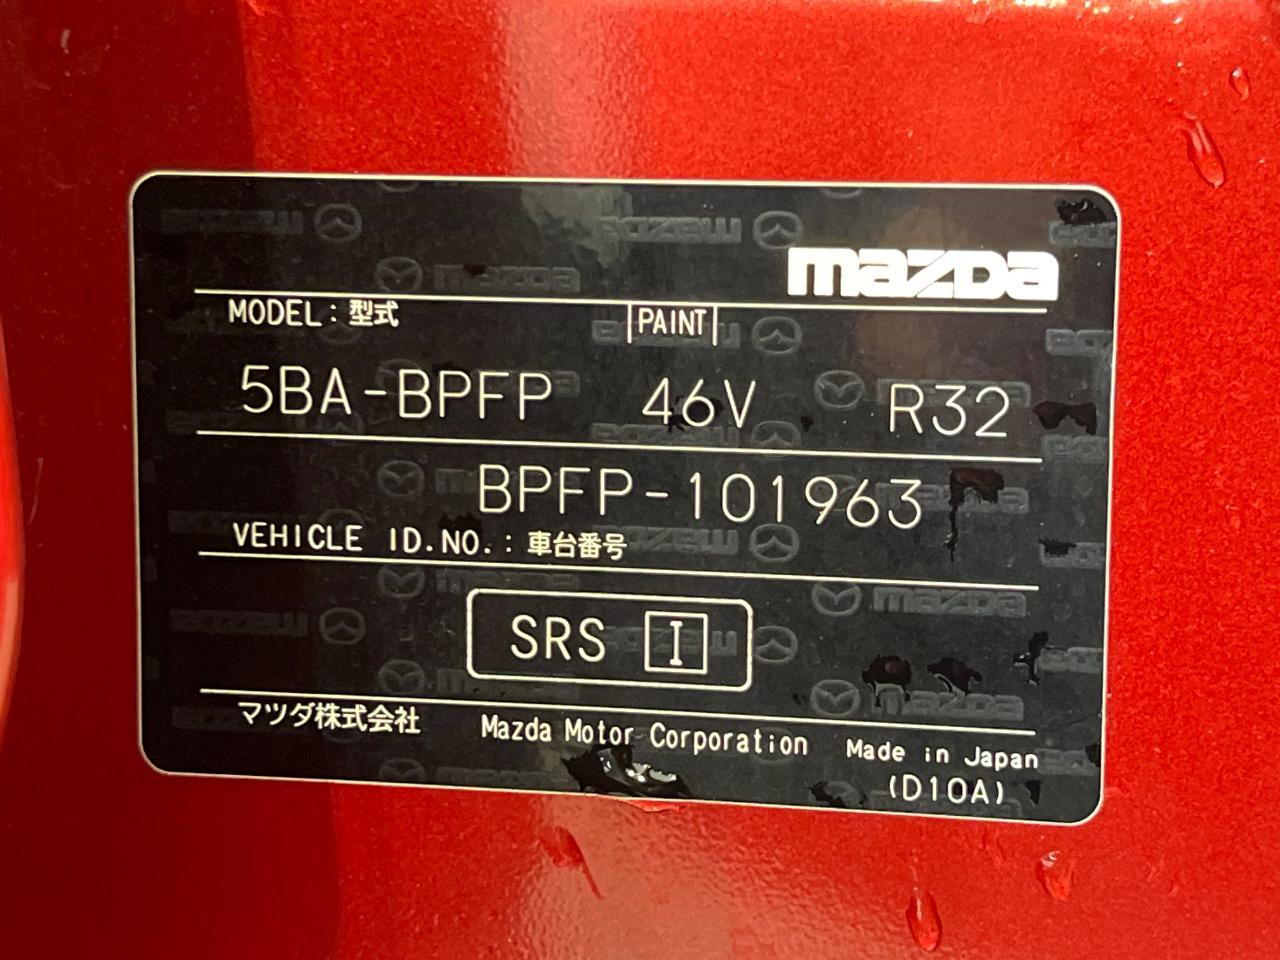 mazda
MODEL : 型式 PAINT
5BA-BPFP 46V R32
BPFP-101963
VEHICLE ID.NO. : 車台番号
SRS I
マツダ株式会社 Mazda Motor Corporation Made in Japan
(D10A)